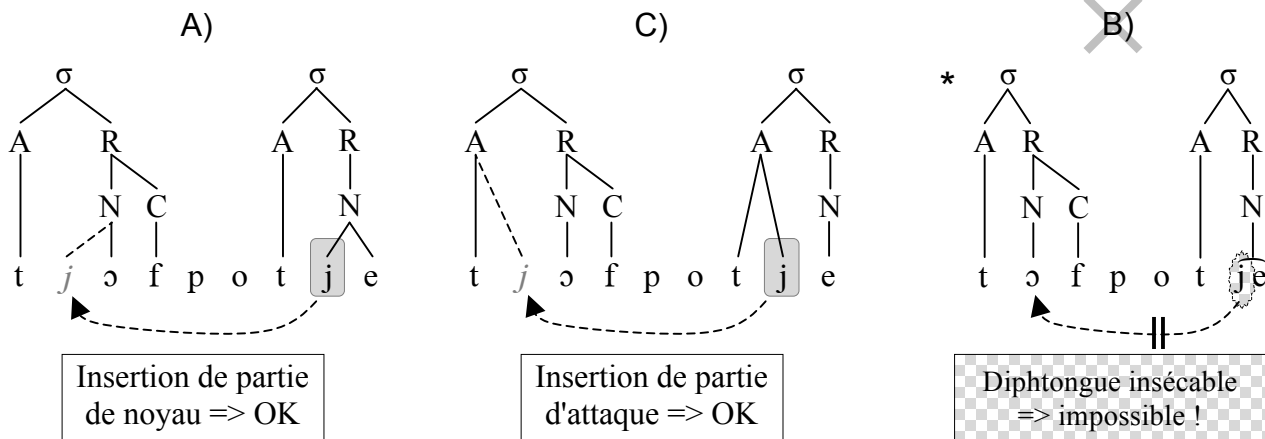 A) C) B)
σ σ σ σ * σ σ
A R A R A R A R A R A R
N C N N C N N C N
t j ɔ f p o t j e t j ɔ f p o t j e t ɔ f p o t je
Insertion de partie
de noyau => OK
Insertion de partie
d'attaque => OK
Diphtongue insécable
=> impossible !